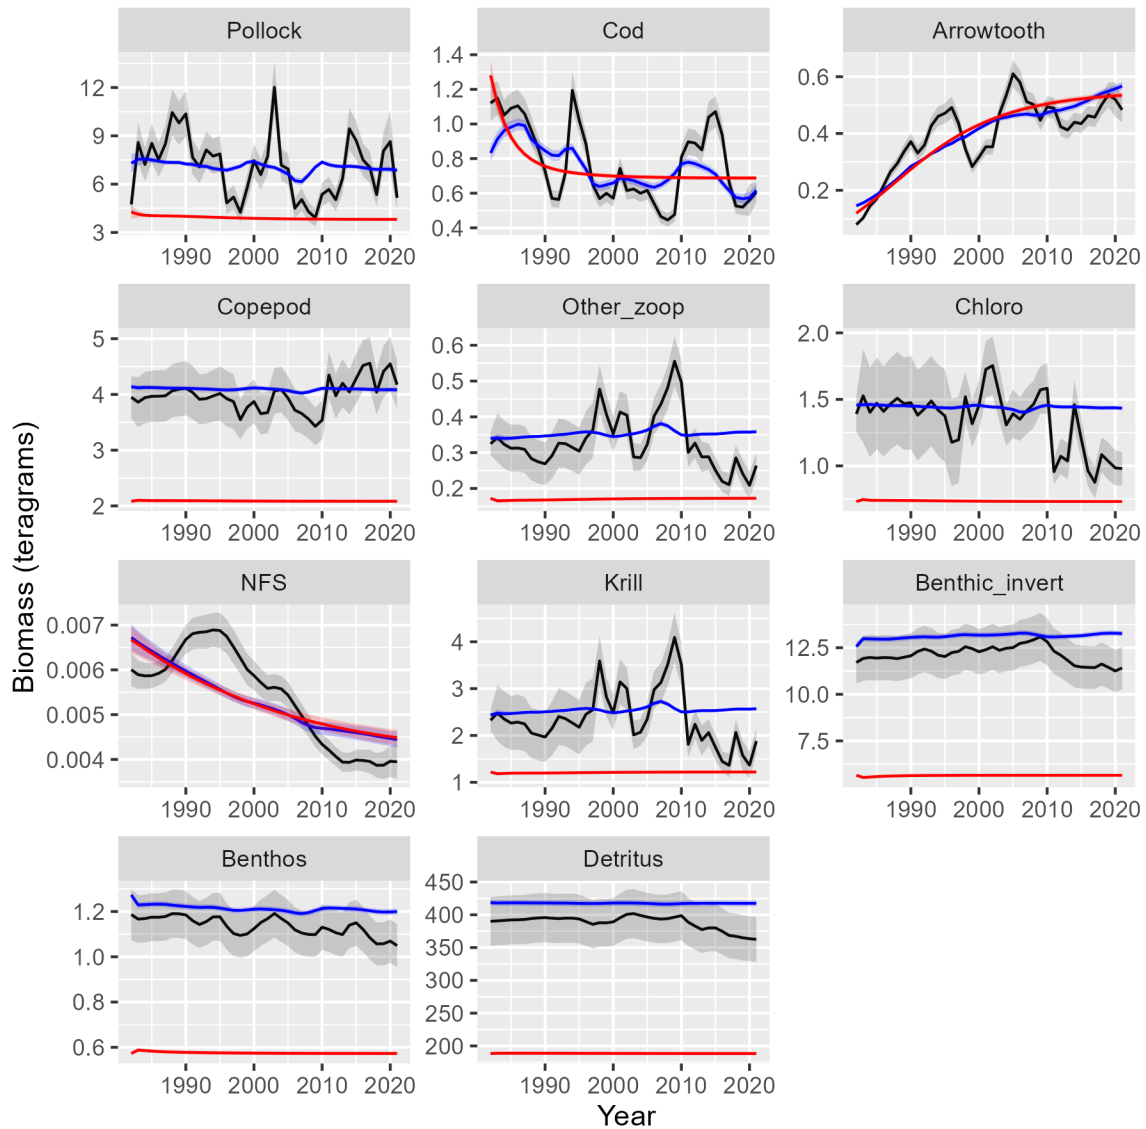 Pollock Cod Arrowtooth
12 9 6 3
1.4 1.2 1.0 0.8 0.6 0.4
0.6 0.4 0.2
1990 2000 2010 2020 1990 2000 2010 2020 1990 2000 2010 2020
Copepod Other_zoop Chloro
5 4 3 2
0.6 0.5 0.4 0.3 0.2
2.0 1.5 1.0
1990 2000 2010 2020 1990 2000 2010 2020 1990 2000 2010 2020
Biomass (teragrams)
NFS Krill Benthic_invert
0.007 0.006 0.005 0.004
4 3 2 1
12.5 10.0 7.5
1990 2000 2010 2020 1990 2000 2010 2020 1990 2000 2010 2020
Benthos Detritus
1.2 1.0 0.8 0.6
450 400 350 300 250 200
1990 2000 2010 2020 1990 2000 2010 2020
Year